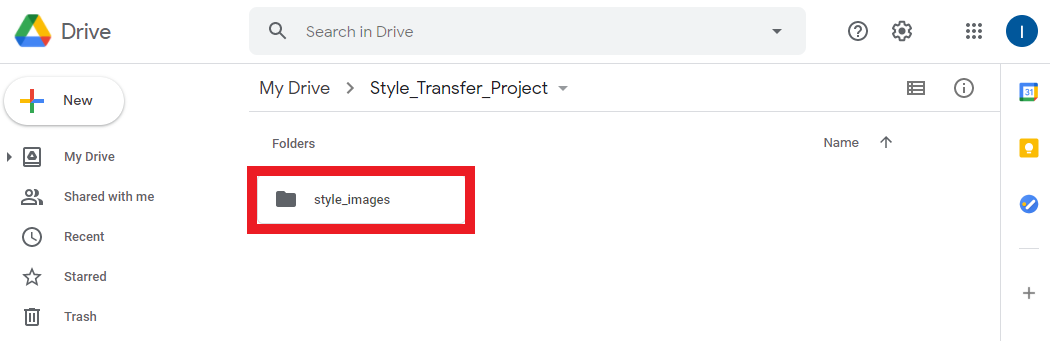 Drive
Search in Drive
I
My Drive
Style_Transfer_Project
New
Folders
Name
31
My Drive
Shared with me
style_images
Recent
Starred
Trash